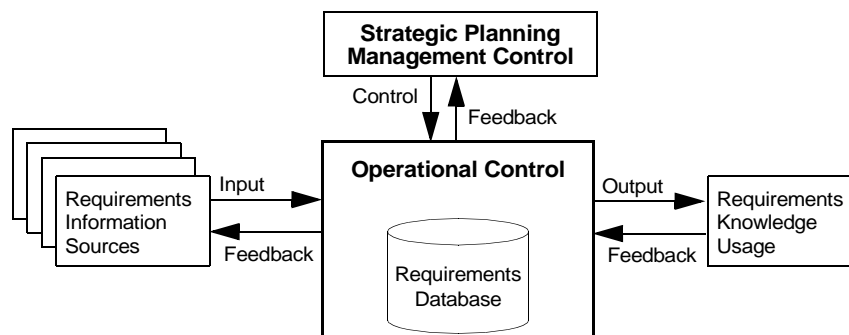 Strategic Planning
Management Control
Control
Feedback
Operational Control
Requirements
Information
Sources
Input
Feedback
Requirements
Database
Output
Feedback
Requirements
Knowledge
Usage